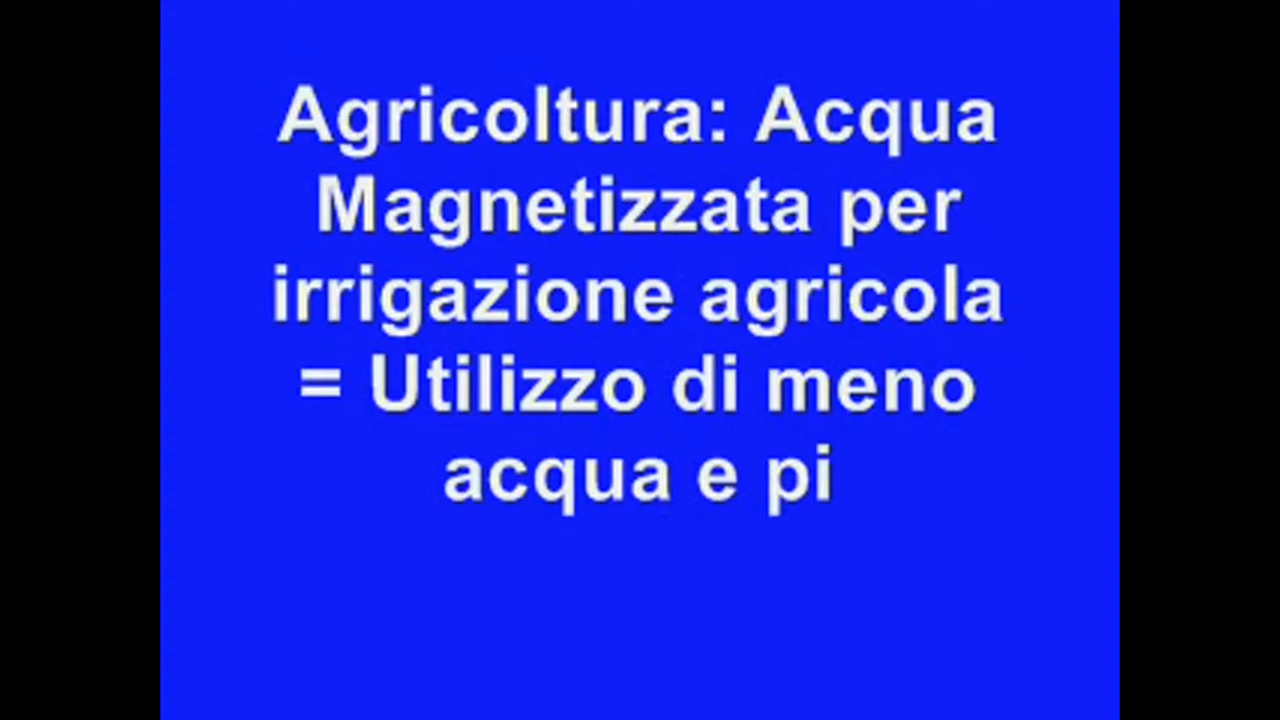 Agricoltura: Acqua
Magnetizzata per
irrigazione agricola
= Utilizzo di meno
acqua e pi